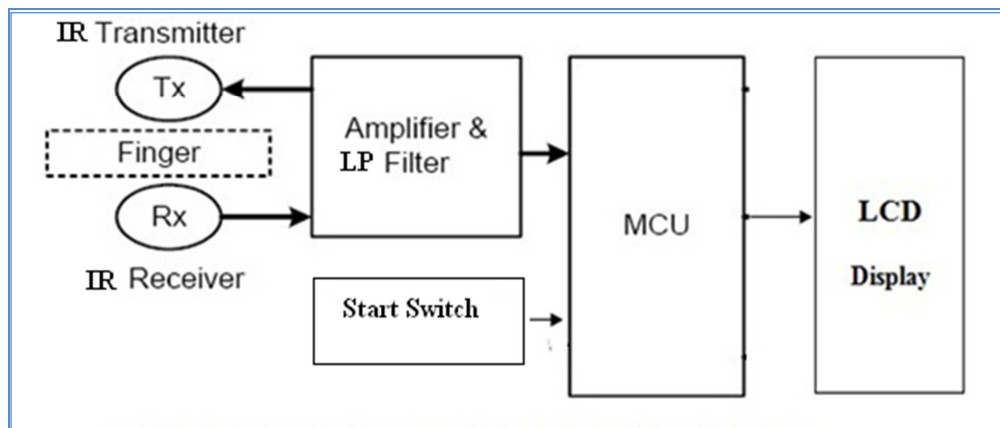 IR Transmitter
Tx
Finger
Rx
IR Receiver
Amplifier &
LP Filter
Start Switch
MCU
LCD
Display